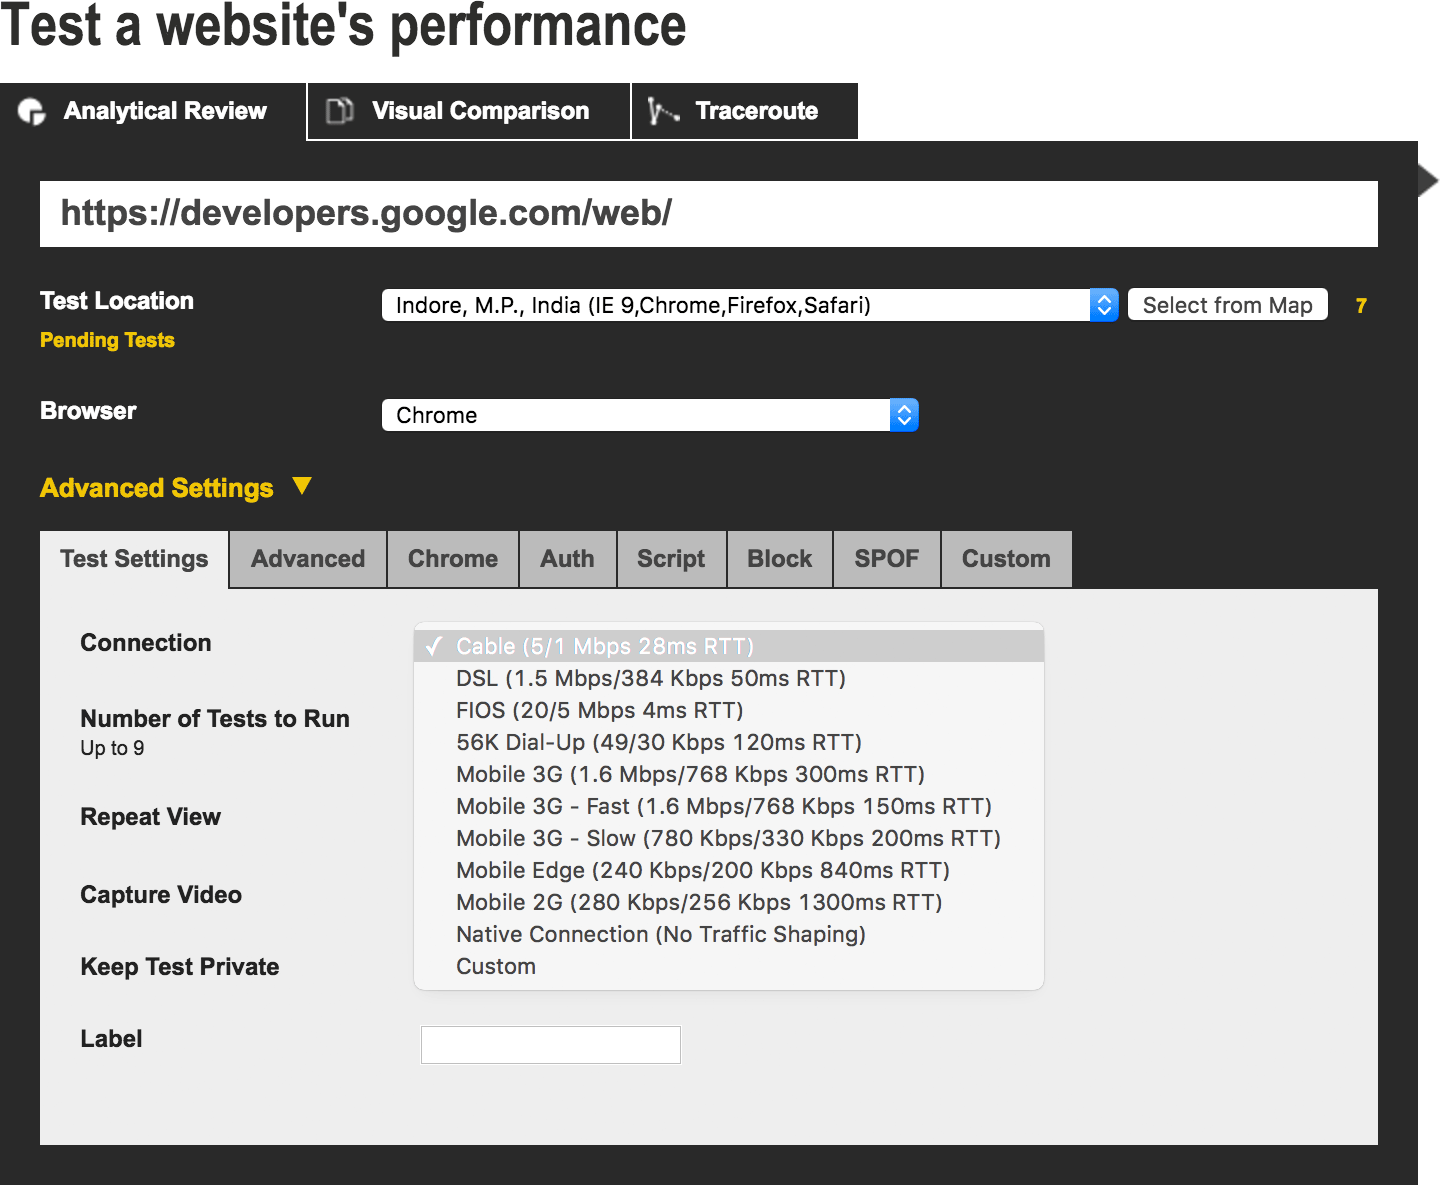 Test a website's performance
Analytical Review
Visual Comparison
Traceroute
https://developers.google.com/web/
Test Location
Indore, M.P., India (IE 9,Chrome,Firefox,Safari)
Select from Map
7
Pending Tests
Browser
Chrome
Advanced Settings ▼
Test Settings
Advanced
Chrome
Auth
Script
Block
SPOF
Custom
Connection
✓ Cable (5/1 Mbps 28ms RTT)
DSL (1.5 Mbps/384 Kbps 50ms RTT)
FIOS (20/5 Mbps 4ms RTT)
56K Dial-Up (49/30 Kbps 120ms RTT)
Mobile 3G (1.6 Mbps/768 Kbps 300ms RTT)
Mobile 3G - Fast (1.6 Mbps/768 Kbps 150ms RTT)
Mobile 3G - Slow (780 Kbps/330 Kbps 200ms RTT)
Mobile Edge (240 Kbps/200 Kbps 840ms RTT)
Mobile 2G (280 Kbps/256 Kbps 1300ms RTT)
Native Connection (No Traffic Shaping)
Custom
Number of Tests to Run
Up to 9
Repeat View
Capture Video
Keep Test Private
Label